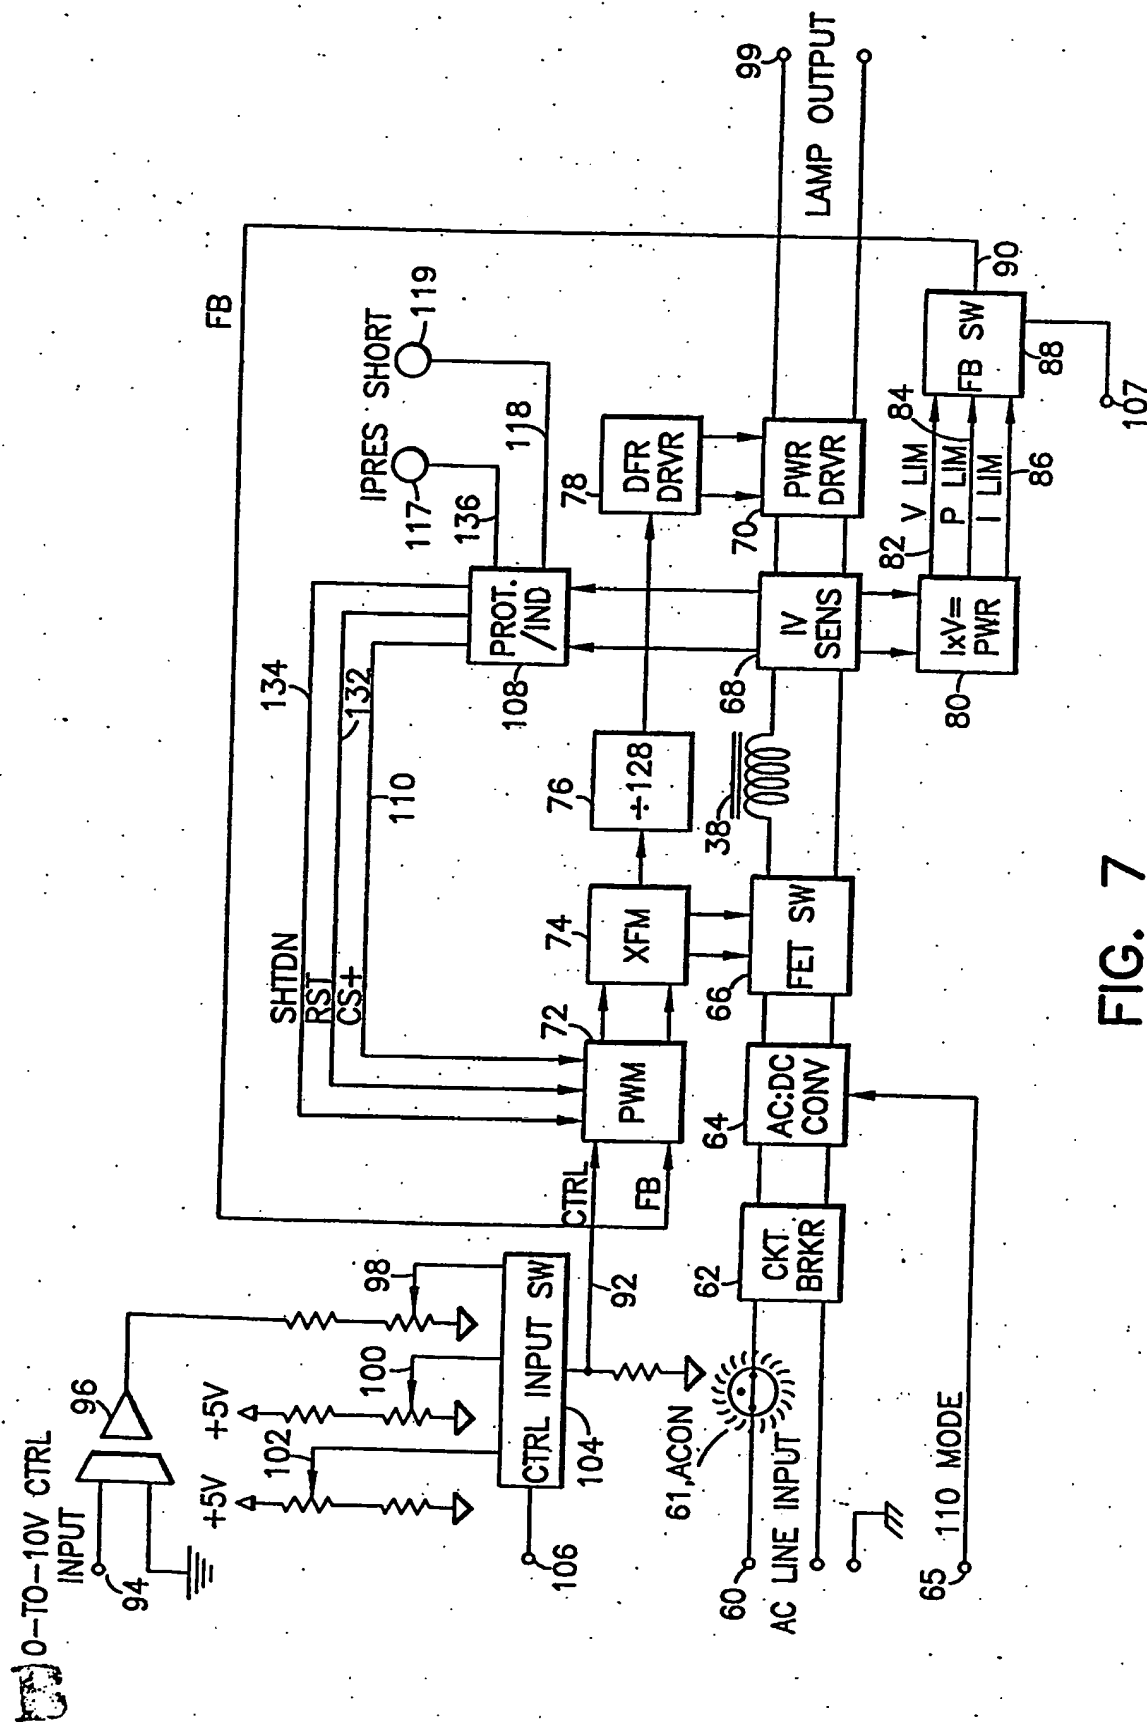 0-TO-10V CTRL
INPUT
94
96
+5V
+5V
102
100
98
CTRL INPUT SW
104
106
92
CTRL
FB
FB
SHTDN
RST
CS+
134
132
110
IPRES
SHORT
117
119
136
118
PROT.
/IND
108
PWM
72
XFM
74
÷128
76
DFR
DRVR
78
61,ACON
60
AC LINE INPUT
CKT
BRKR
62
AC:DC
CONV
64
FET SW
66
38
IV
SENS
68
PWR
DRVR
70
99
LAMP OUTPUT
65
110 MODE
IxV=
PWR
80
82
V LIM
P LIM
I LIM
84
86
FB SW
88
90
107
FIG. 7